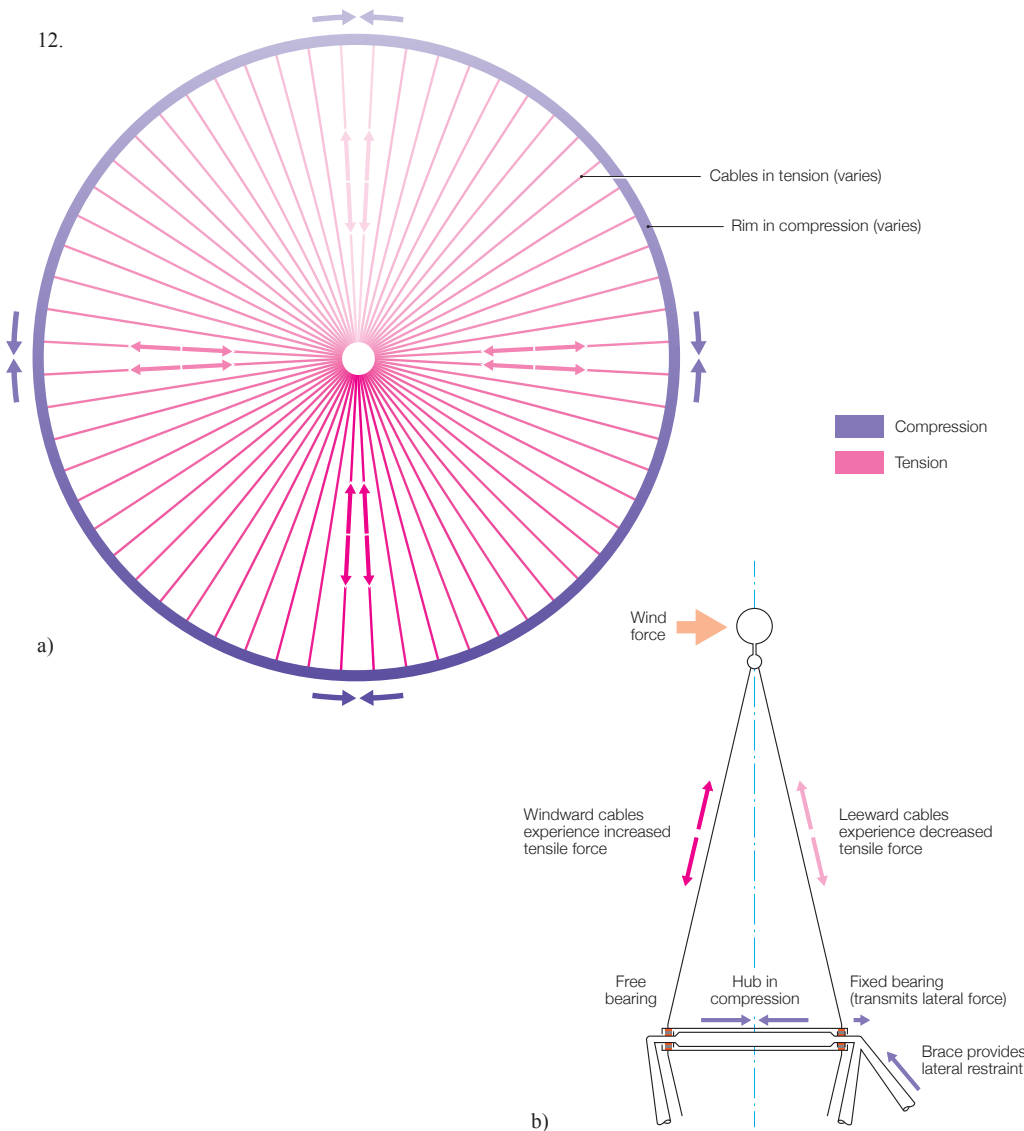 12.
Cables in tension (varies)
Rim in compression (varies)
Compression
Tension
a)
Wind
force
Windward cables
experience increased
tensile force
Leeward cables
experience decreased
tensile force
Free
bearing
Hub in
compression
Fixed bearing
(transmits lateral force)
Brace provides
lateral restraint
b)